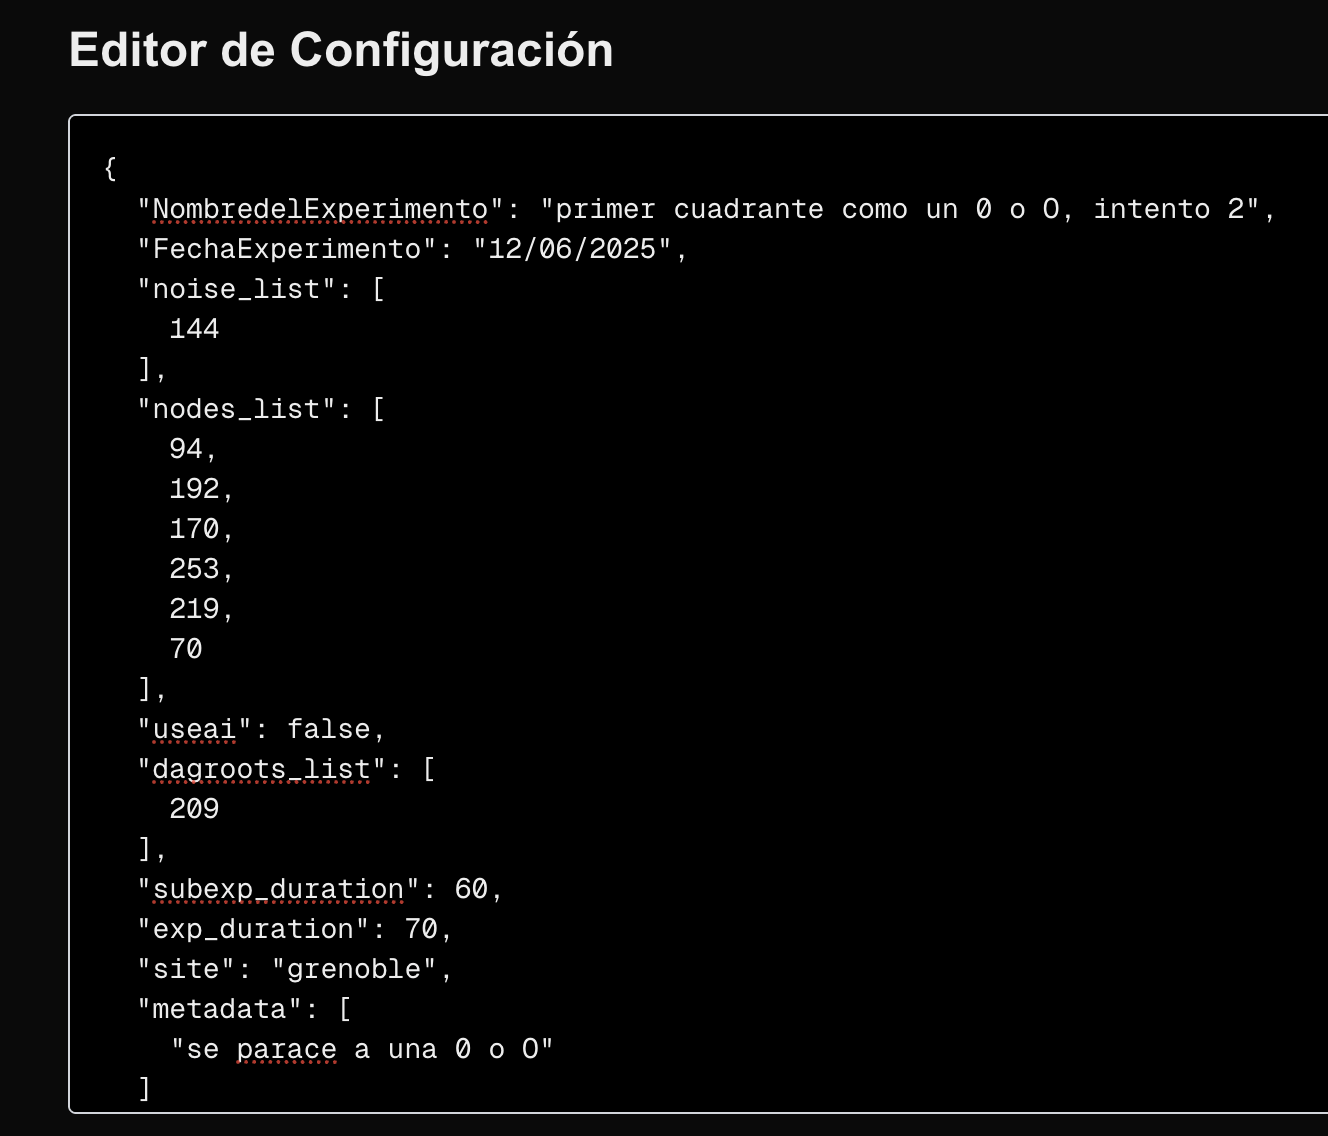 Editor de Configuración
{
"NombredelExperimento": "primer cuadrante como un 0 o O, intento 2",
"FechaExperimento": "12/06/2025",
"noise_list": [
144
],
"nodes_list": [
94,
192,
170,
253,
219,
70
],
"useai": false,
"dagroots_list": [
209
],
"subexp_duration": 60,
"exp_duration": 70,
"site": "grenoble",
"metadata": [
"se parace a una 0 o O"
]